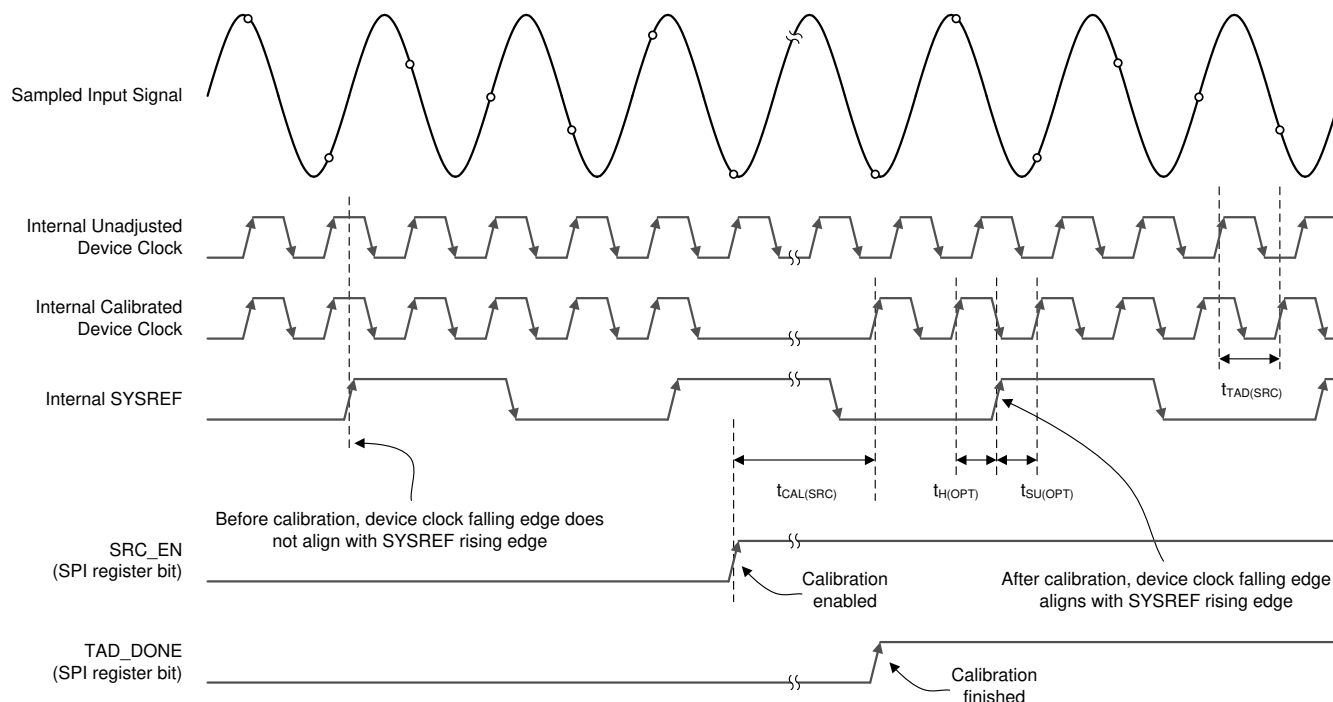 Sampled Input Signal
Internal Unadjusted
Device Clock
Internal Calibrated
Device Clock
Internal SYSREF
tTAD(SRC)
tCAL(SRC)
tH(OPT)
tSU(OPT)
Before calibration, device clock falling edge does
not align with SYSREF rising edge
SRC_EN
(SPI register bit)
Calibration
enabled
After calibration, device clock falling edge
aligns with SYSREF rising edge
TAD_DONE
(SPI register bit)
Calibration
finished